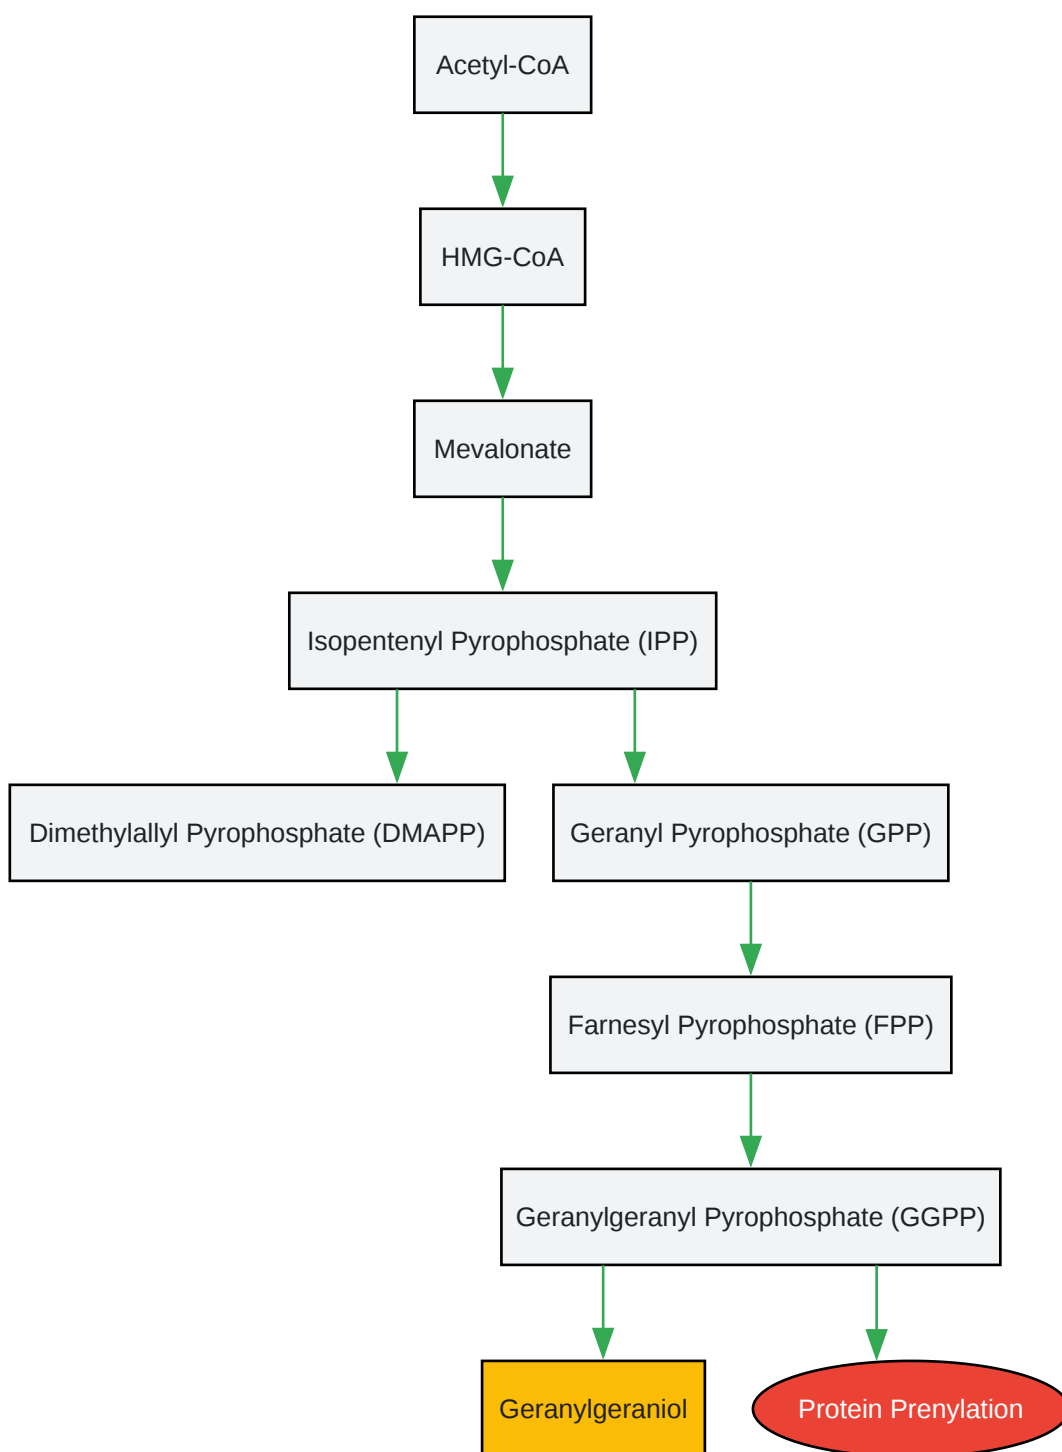 Acetyl-CoA
HMG-CoA
Mevalonate
Isopentenyl Pyrophosphate (IPP)
Dimethylallyl Pyrophosphate (DMAPP)
Geranyl Pyrophosphate (GPP)
Farnesyl Pyrophosphate (FPP)
Geranylgeranyl Pyrophosphate (GGPP)
Geranylgeraniol
Protein Prenylation